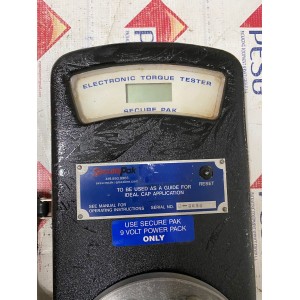 ELECTRONIC TORQUE TESTER
SECURE PAK
SecurePak
RESET
TO BE USED AS A GUIDE FOR
IDEAL CAP APPLICATION
SEE MANUAL FOR
OPERATING INSTRUCTIONS
SERIAL NO.
USE SECURE PAK
9 VOLT POWER PACK
ONLY